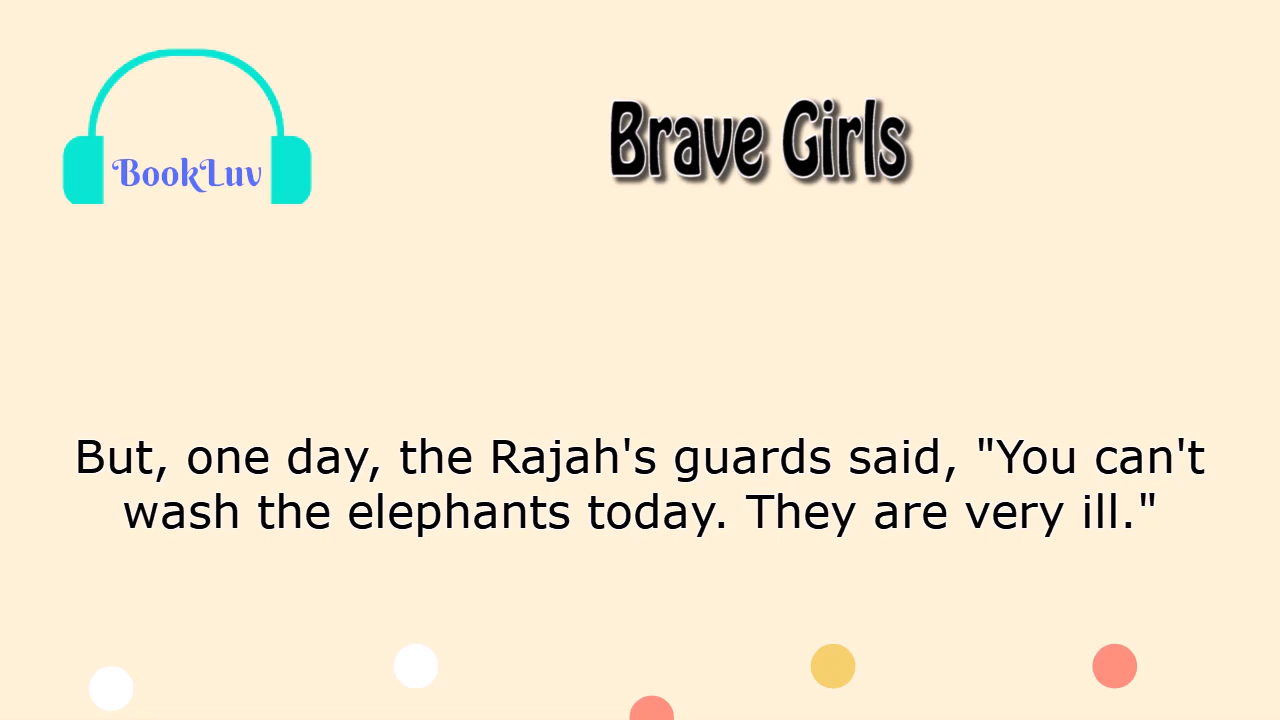 BookLuv
Brave Girls
But, one day, the Rajah's guards said, "You can't
wash the elephants today. They are very ill."